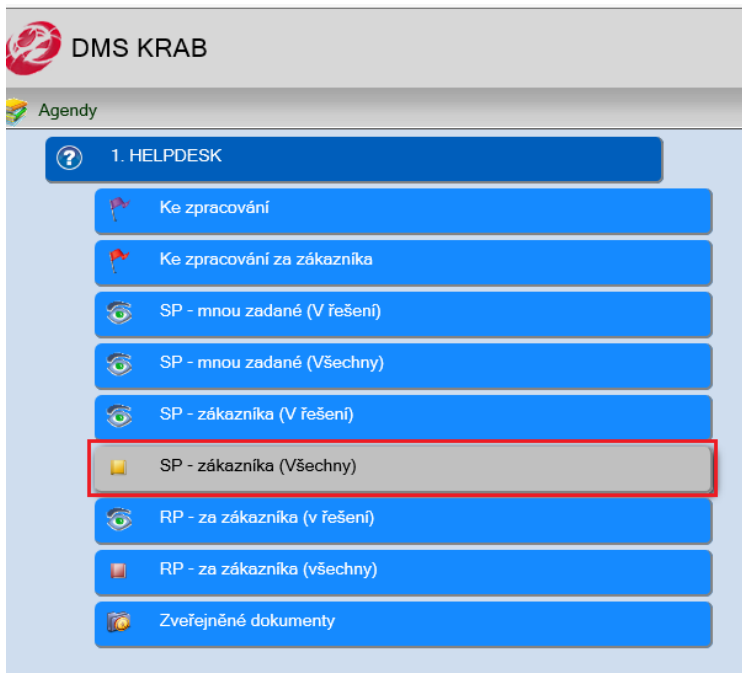 DMS KRAB
Agendy
1. HELPDESK
Ke zpracování
Ke zpracování za zákazníka
SP - mnou zadané (V řešení)
SP - mnou zadané (Všechny)
SP - zákazníka (V řešení)
SP - zákazníka (Všechny)
RP - za zákazníka (v řešení)
RP - za zákazníka (všechny)
Zveřejněné dokumenty